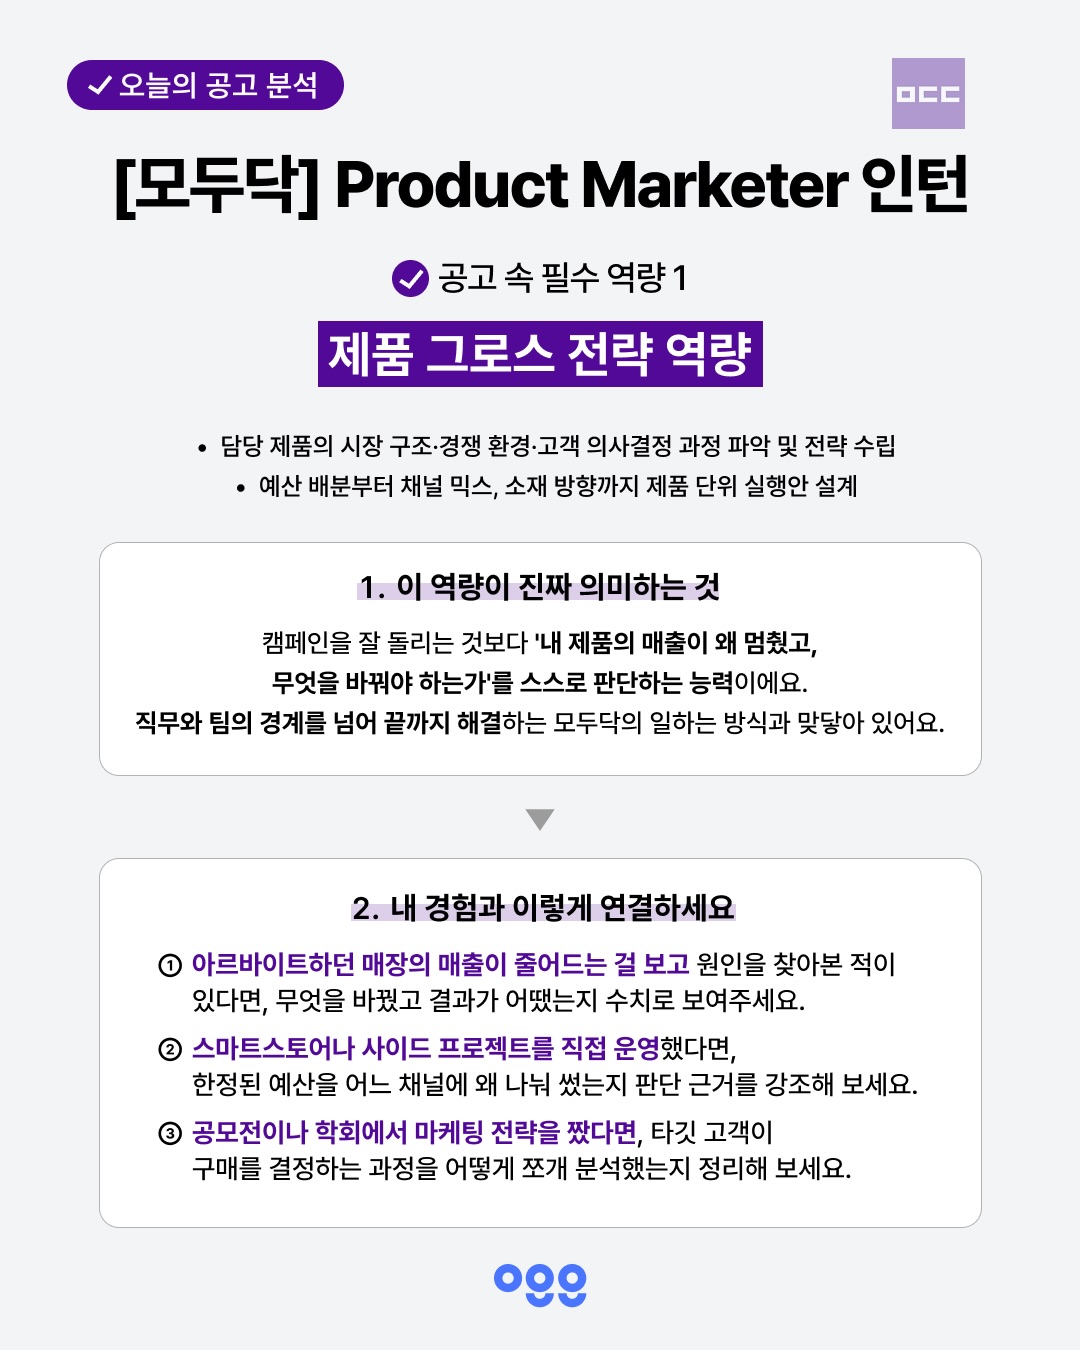 오늘의 공고 분석
ㅁㄷㄷ
[모두닥] Product Marketer 인턴
공고 속 필수 역량 1
제품 그로스 전략 역량
• 담당 제품의 시장 구조·경쟁 환경·고객 의사결정 과정 파악 및 전략 수립
• 예산 배분부터 채널 믹스, 소재 방향까지 제품 단위 실행안 설계
1. 이 역량이 진짜 의미하는 것
캠페인을 잘 돌리는 것보다 '내 제품의 매출이 왜 멈췄고,
무엇을 바꿔야 하는가'를 스스로 판단하는 능력이에요.
직무와 팀의 경계를 넘어 끝까지 해결하는 모두닥의 일하는 방식과 맞닿아 있어요.
2. 내 경험과 이렇게 연결하세요
① 아르바이트하던 매장의 매출이 줄어드는 걸 보고 원인을 찾아본 적이
있다면, 무엇을 바꿨고 결과가 어땠는지 수치로 보여주세요.
② 스마트스토어나 사이드 프로젝트를 직접 운영했다면,
한정된 예산을 어느 채널에 왜 나눠 썼는지 판단 근거를 강조해 보세요.
③ 공모전이나 학회에서 마케팅 전략을 짰다면, 타깃 고객이
구매를 결정하는 과정을 어떻게 쪼개 분석했는지 정리해 보세요.